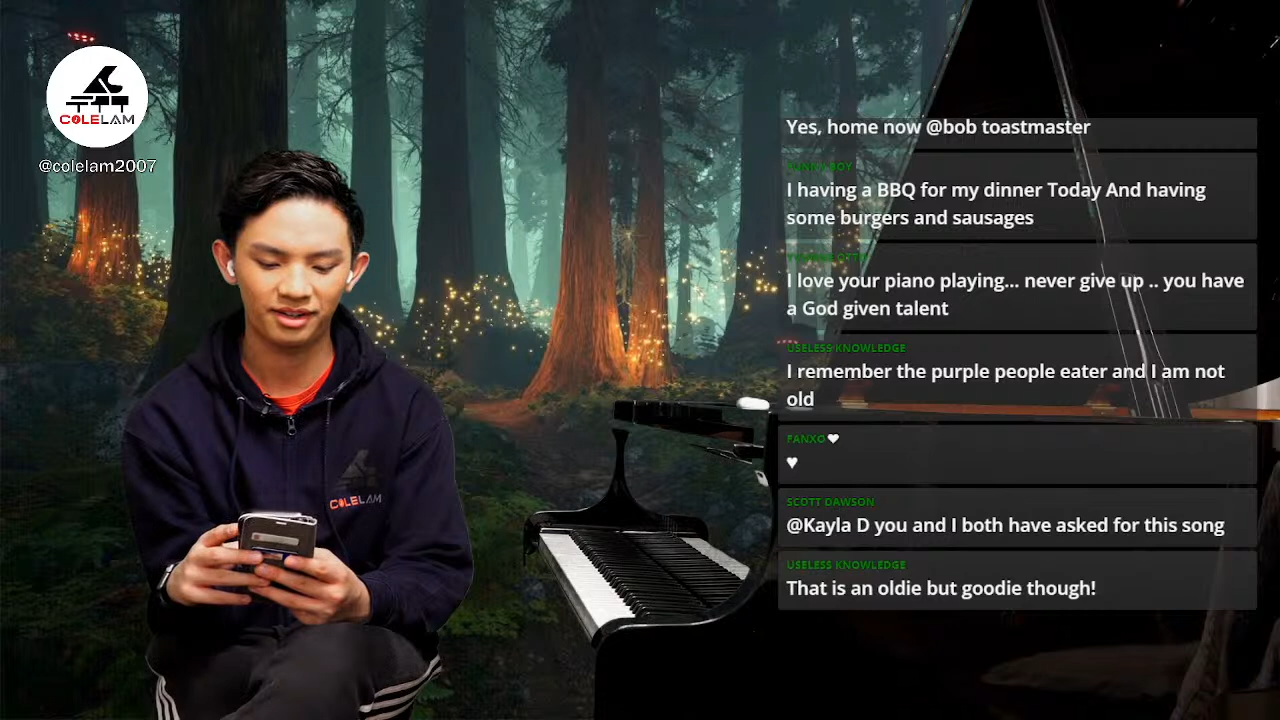 COLELAM
@colelam2007
COLELAM
Yes, home now @bob toastmaster
I having a BBQ for my dinner Today And having
some burgers and sausages
I love your piano playing... never give up .. you have
a God given talent
USELESS KNOWLEDGE
I remember the purple people eater and I am not
old
FANXO🤍
♥
SCOTT DAWSON
@Kayla D you and I both have asked for this song
USELESS KNOWLEDGE
That is an oldie but goodie though!